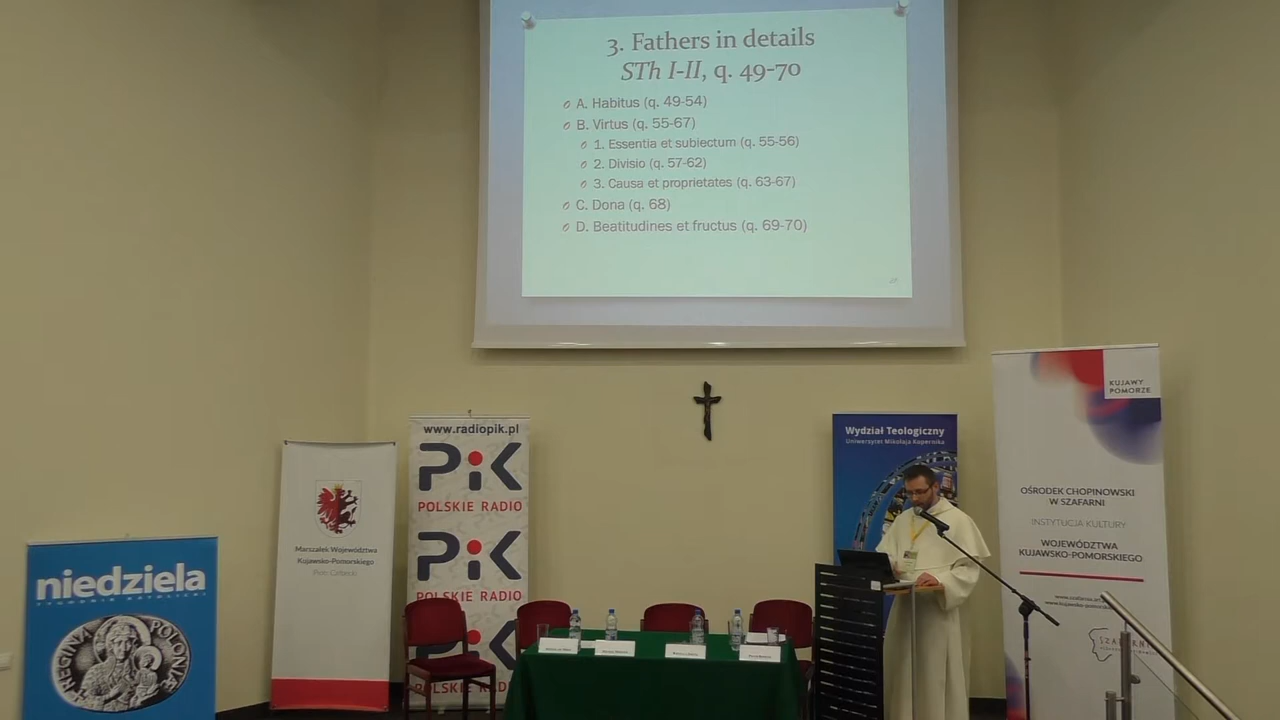 3. Fathers in details
STh I-II, q. 49-70
A. Habitus (q. 49-54)
B. Virtus (q. 55-67)
1. Essentia et subiectum (q. 55-56)
2. Divisio (q. 57-62)
3. Causa et proprietates (q. 63-67)
C. Dona (q. 68)
D. Beatitudines et fructus (q. 69-70)
niedziela
REGINA POLONIÆ
Marszałek Województwa
Kujawsko-Pomorskiego
Piotr Całbecki
www.radiopik.pl
PiK
POLSKIE RADIO
PiK
POLSKIE RADIO
POLSKIE RADIO
Wydział Teologiczny
Uniwersytet Mikołaja Kopernika
KUJAWY
POMORZE
OŚRODEK CHOPINOWSKI
W SZAFARNI
INSTYTUCJA KULTURY
WOJEWÓDZTWA
KUJAWSKO-POMORSKIEGO